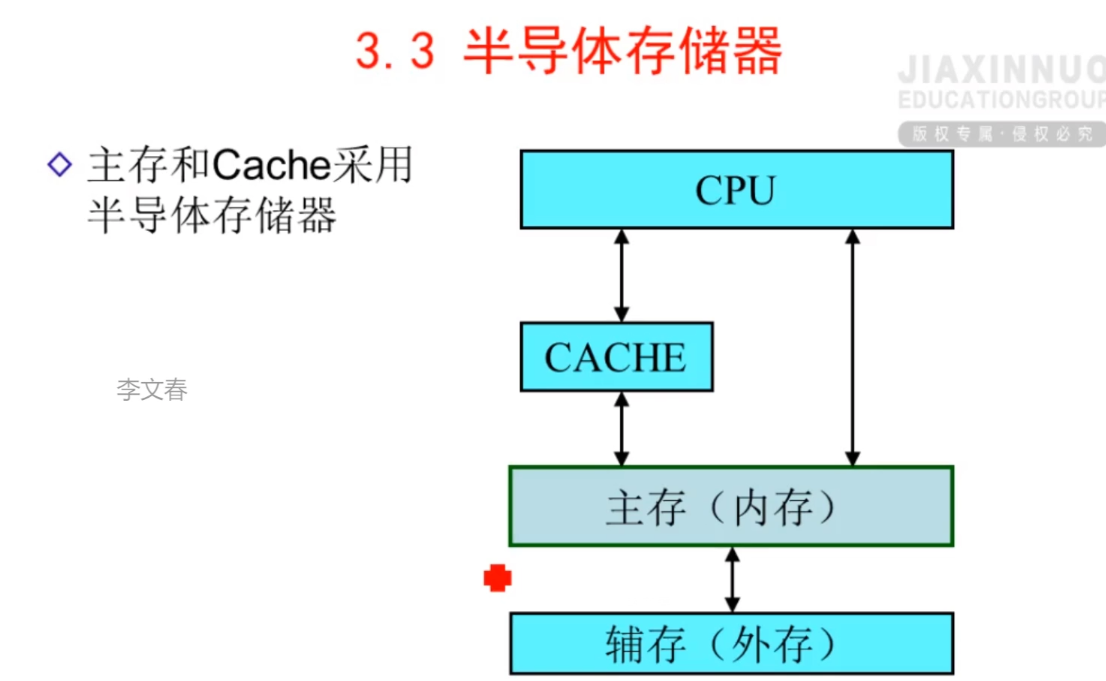 3.3 半导体存储器
JIAXINNUO
EDUCATIONGROUP
版权专属·侵权必究
主存和Cache采用
半导体存储器
CPU
CACHE
李文春
主存（内存）
辅存（外存）